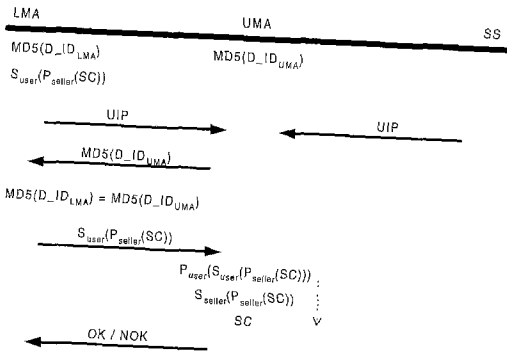 LMA UMA SS
MD5(D_ID_LMA) MD5(D_ID_UMA)
S_user(P_seller(SC))
UIP UIP
MD5(D_ID_UMA)
MD5(D_ID_LMA) = MD5(D_ID_UMA)
S_user(P_seller(SC))
P_user(S_user(P_seller(SC)))
S_seller(P_seller(SC))
SC
OK / NOK